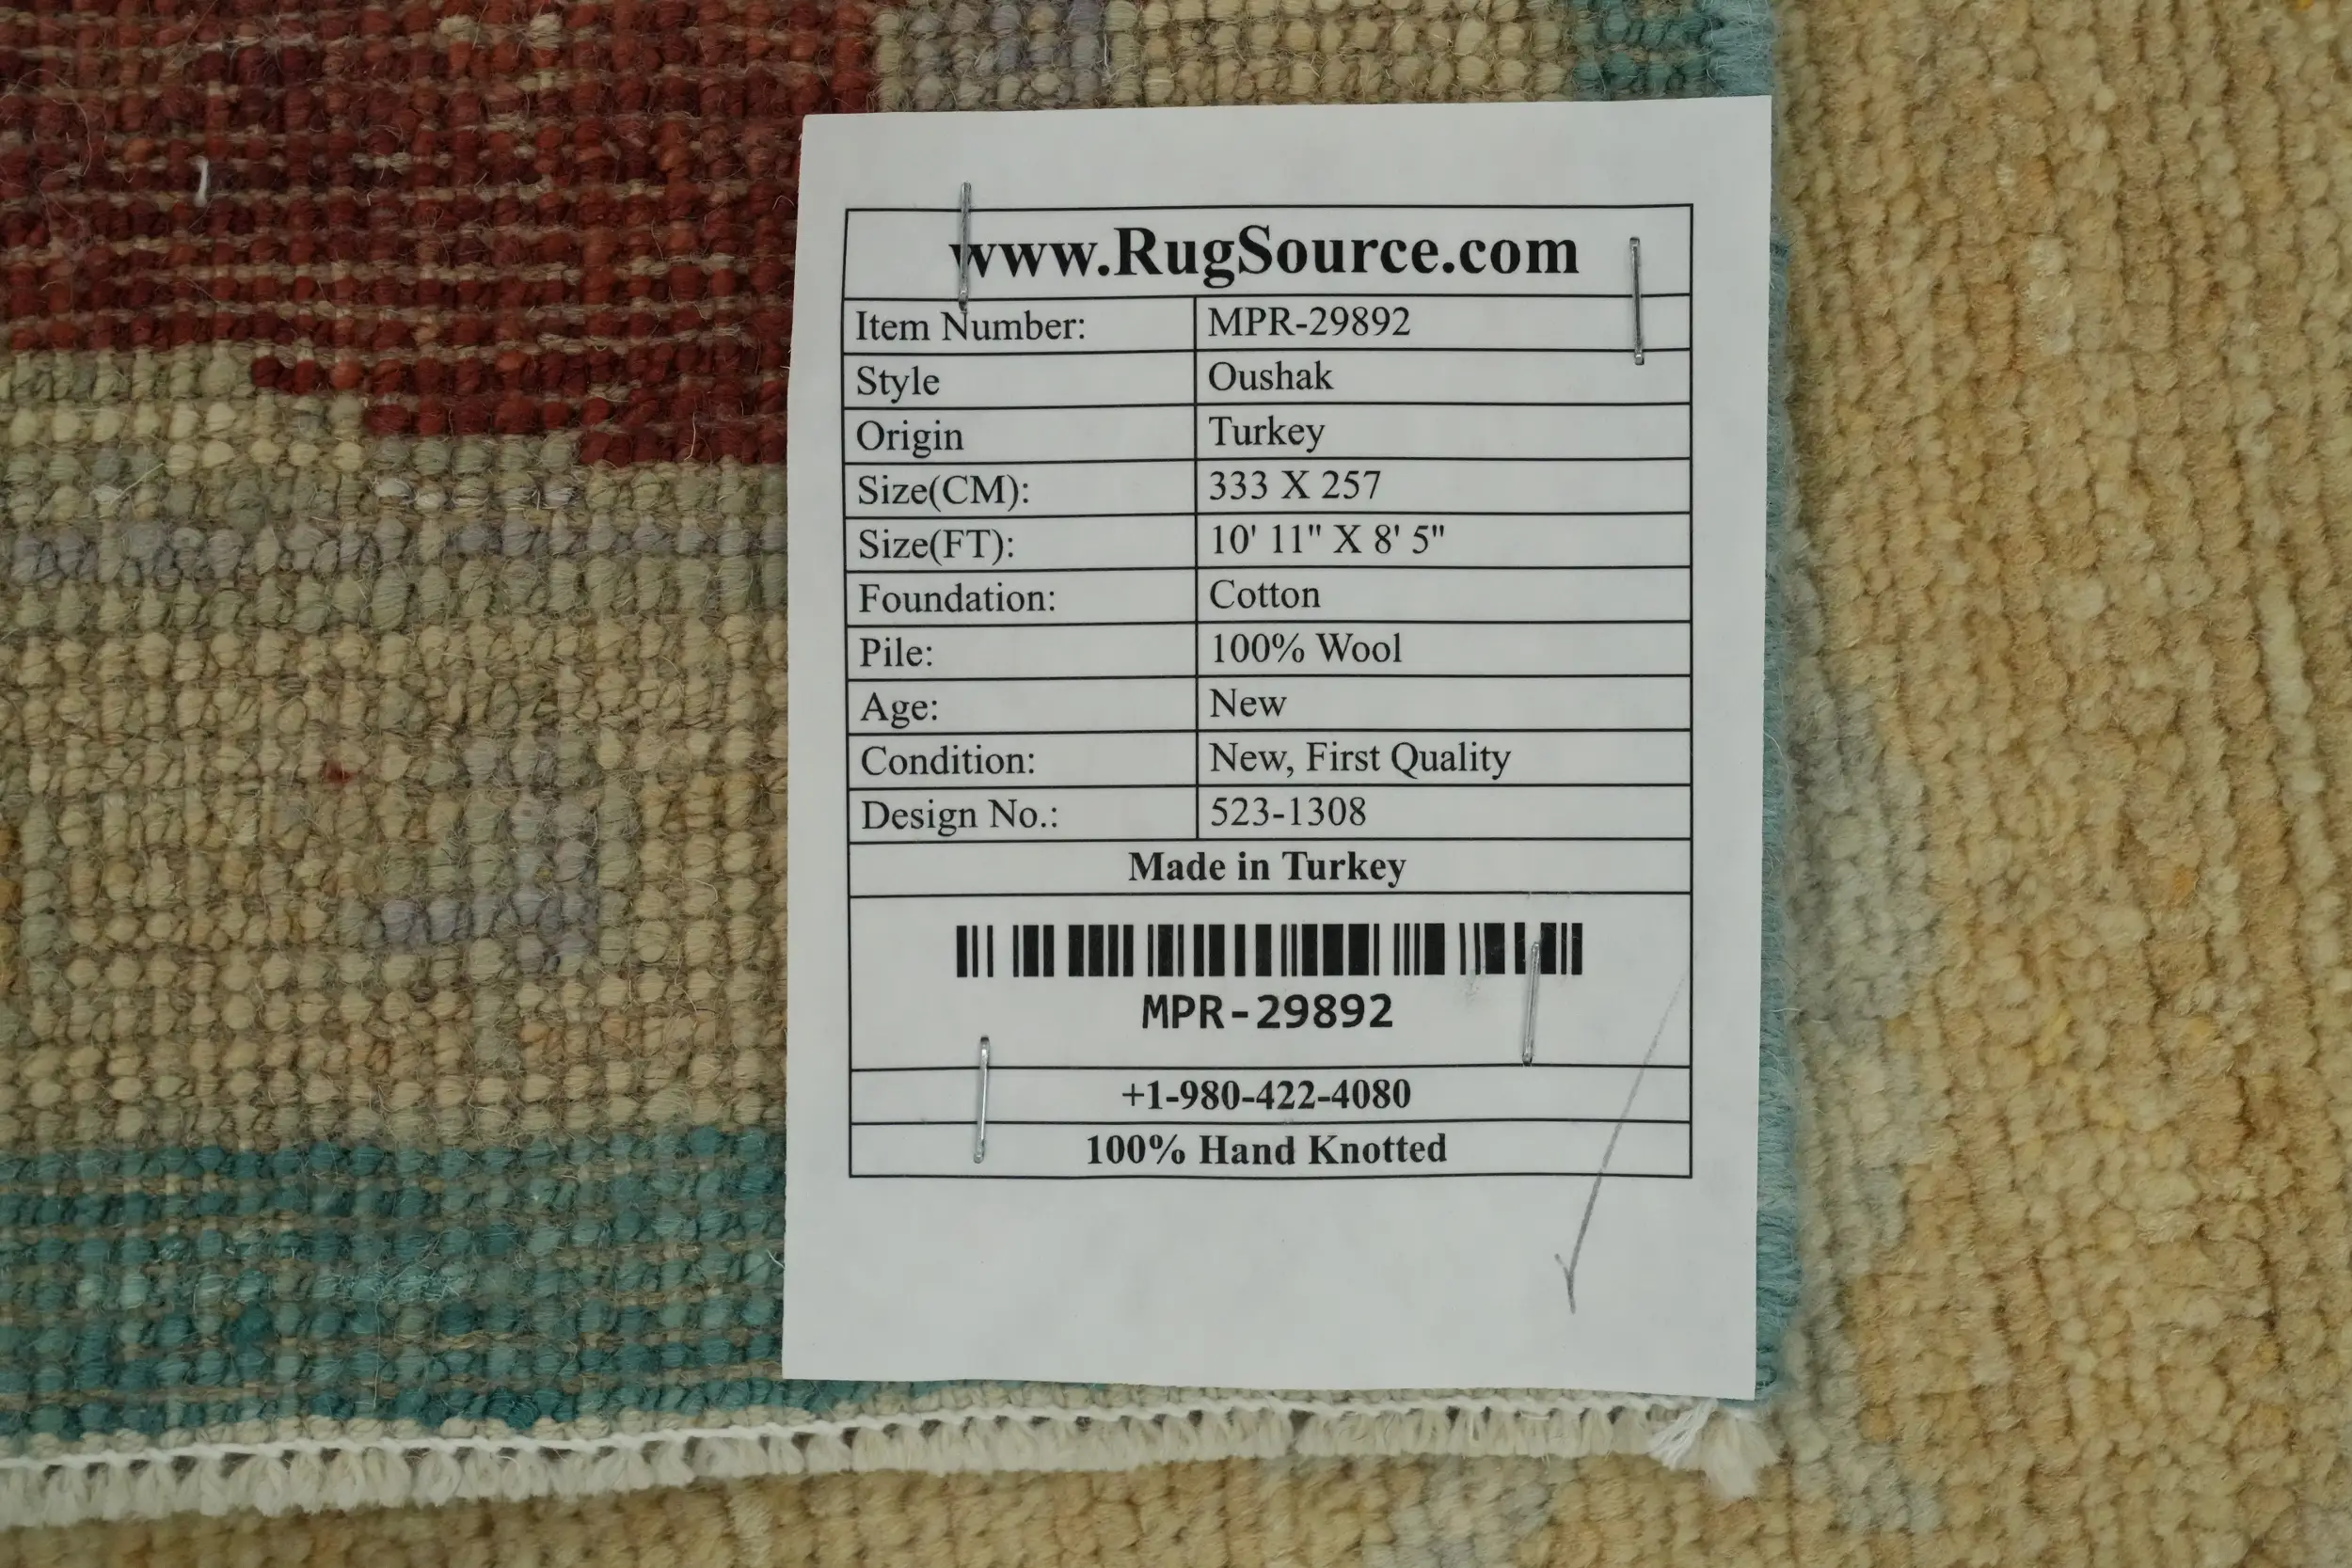 www.RugSource.com
Item Number: MPR-29892
Style Oushak
Origin Turkey
Size(CM): 333 X 257
Size(FT): 10' 11" X 8' 5"
Foundation: Cotton
Pile: 100% Wool
Age: New
Condition: New, First Quality
Design No.: 523-1308
Made in Turkey
MPR-29892
+1-980-422-4080
100% Hand Knotted